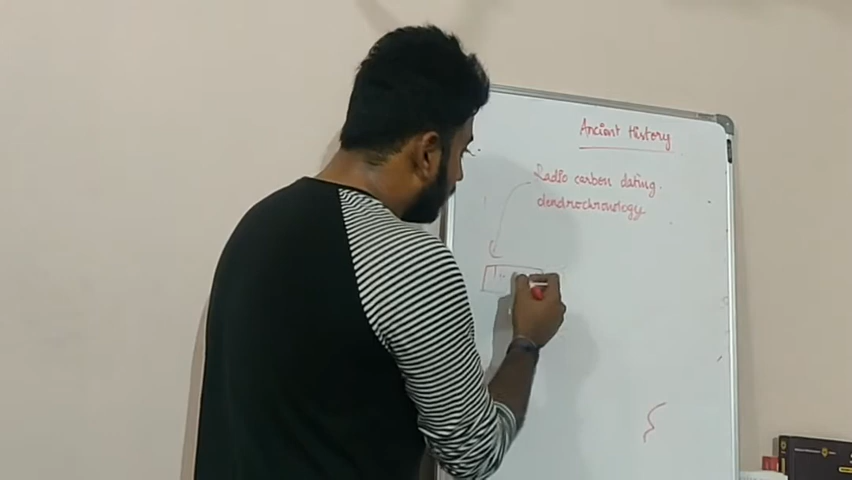 Ancient History
Radio carbon dating.
dendrochronology